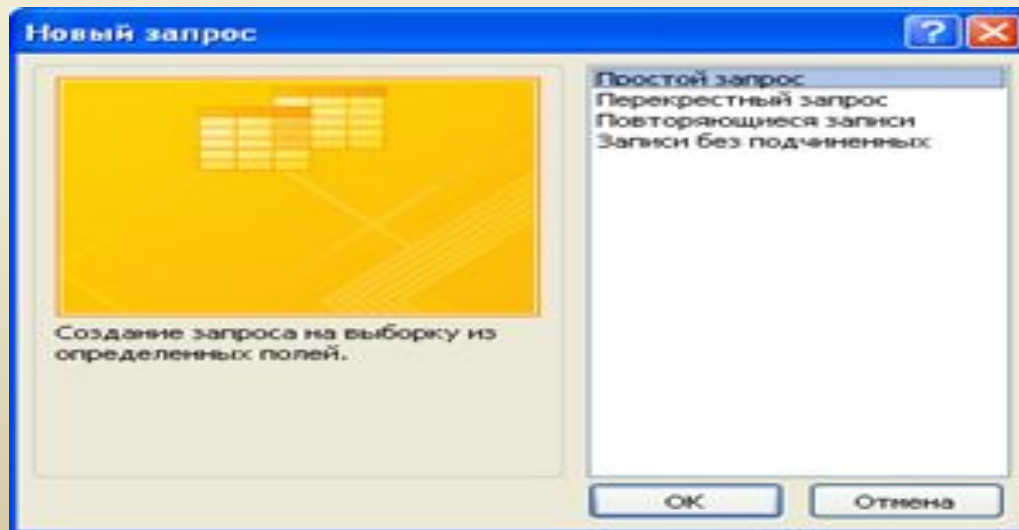 Новый запрос
Простой запрос
Перекрестный запрос
Повторяющиеся записи
Записи без подчиненных
Создание запроса на выборку из
определенных полей.
ОК
Отмена